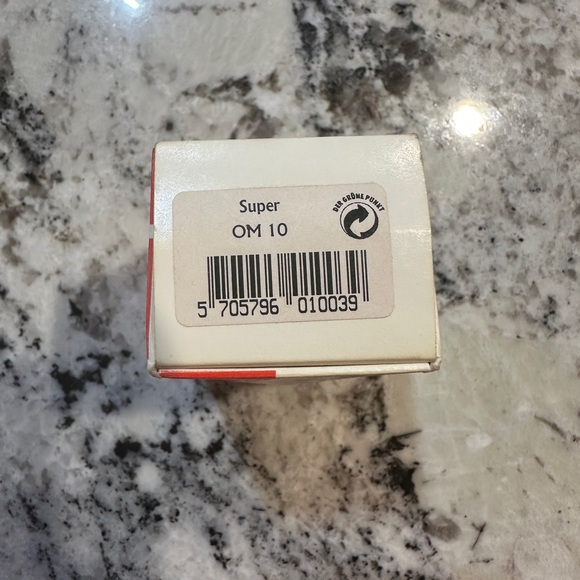 Super
OM 10
DER GRÜNE PUNKT
5 705796 010039